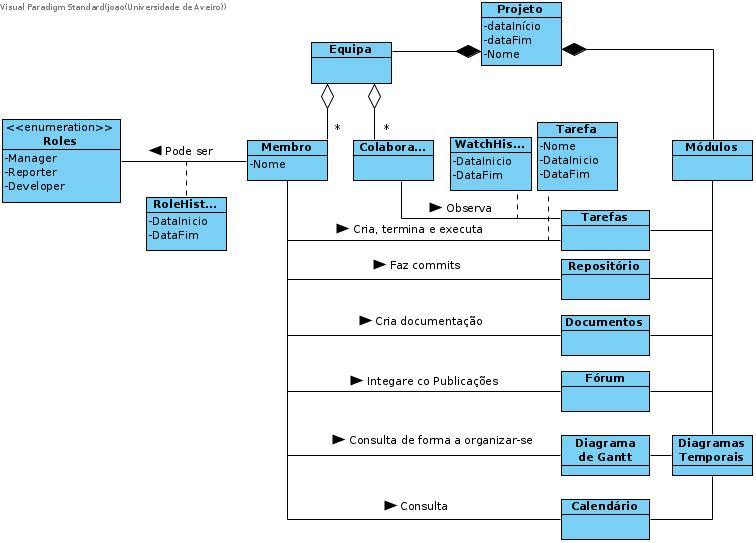 Visual Paradigm Standard(joao(Universidade de Aveiro))
Projeto
-dataInício
-dataFim
-Nome
Equipa
*
*
<<enumeration>>
Roles
-Manager
-Reporter
-Developer
Pode ser
Membro
-Nome
Colabora...
WatchHis...
-DataInicio
-DataFim
Tarefa
-Nome
-DataInicio
-DataFim
Módulos
RoleHist...
-DataInicio
-DataFim
Observa
Tarefas
Cria, termina e executa
Faz commits
Repositório
Cria documentação
Documentos
Integare co Publicações
Fórum
Consulta de forma a organizar-se
Diagrama
de Gantt
Diagramas
Temporais
Consulta
Calendário